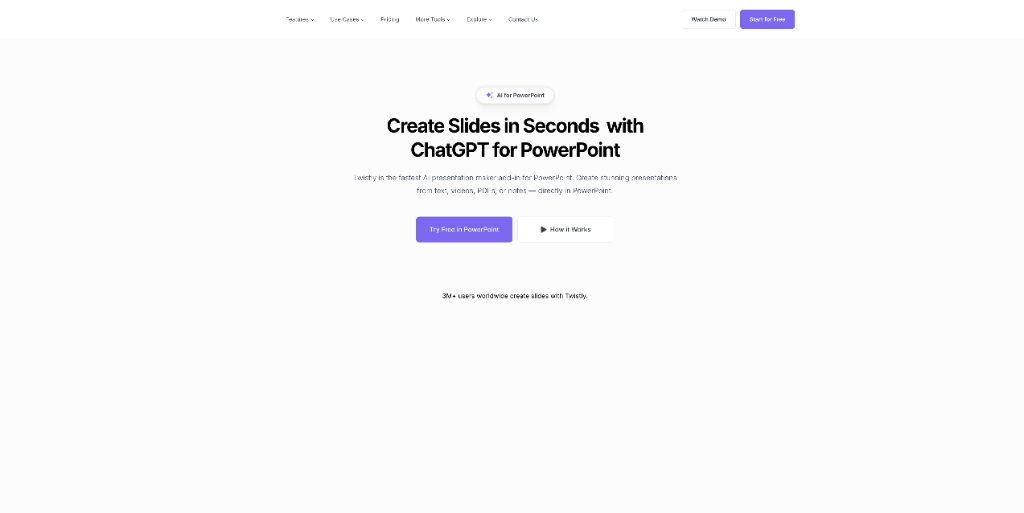 Features
Use Cases
Pricing
More Tools
Explore
Contact Us
Watch Demo
Start for Free
AI for PowerPoint
Create Slides in Seconds with
ChatGPT for PowerPoint
Twistly is the fastest AI presentation maker add-in for PowerPoint. Create stunning presentations
from text, videos, PDFs, or notes — directly in PowerPoint.
Try Free in PowerPoint
How it Works
3M+ users worldwide create slides with Twistly.